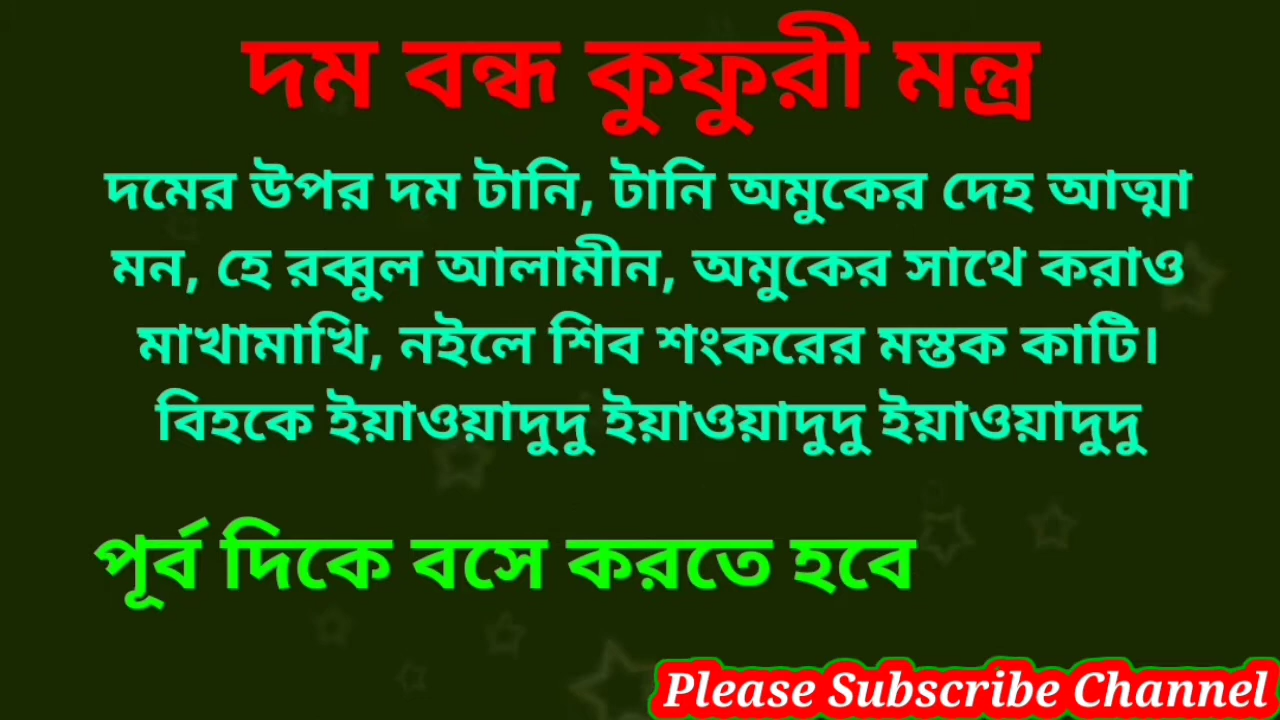 দম বন্ধ কুফুরী মন্ত্র
দমের উপর দম টানি, টানি অমুকের দেহ আত্মা
মন, হে রব্বুল আলামীন, অমুকের সাথে করাও
মাখামাখি, নইলে শিব শংকরের মস্তক কাটি।
বিহকে ইয়াওয়াদুদু ইয়াওয়াদুদু ইয়াওয়াদুদু
পূর্ব দিকে বসে করতে হবে
Please Subscribe Channel